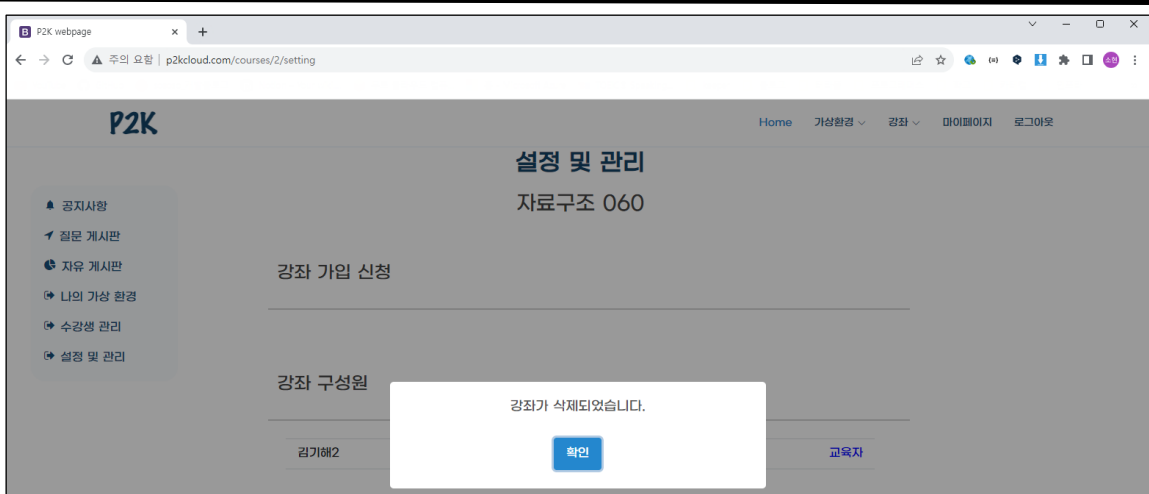 P2K webpage
주의 요함 | p2kcloud.com/courses/2/setting
소현
P2K
Home 가상환경 강좌 마이페이지 로그아웃
설정 및 관리
자료구조 060
공지사항
질문 게시판
자유 게시판
나의 가상 환경
수강생 관리
설정 및 관리
강좌 가입 신청
강좌 구성원
강좌가 삭제되었습니다.
확인
김기해2
교육자